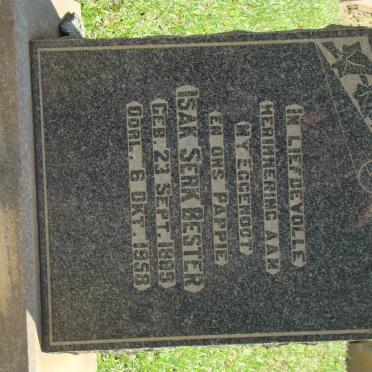 IN LIEFDEVOLLE
HERINNERING AAN
MY EGGENOOT
EN ONS PAPPIE
ISAK SERK BESTER
GEB. 23 SEPT. 1899
OORL. 6 OKT. 1958